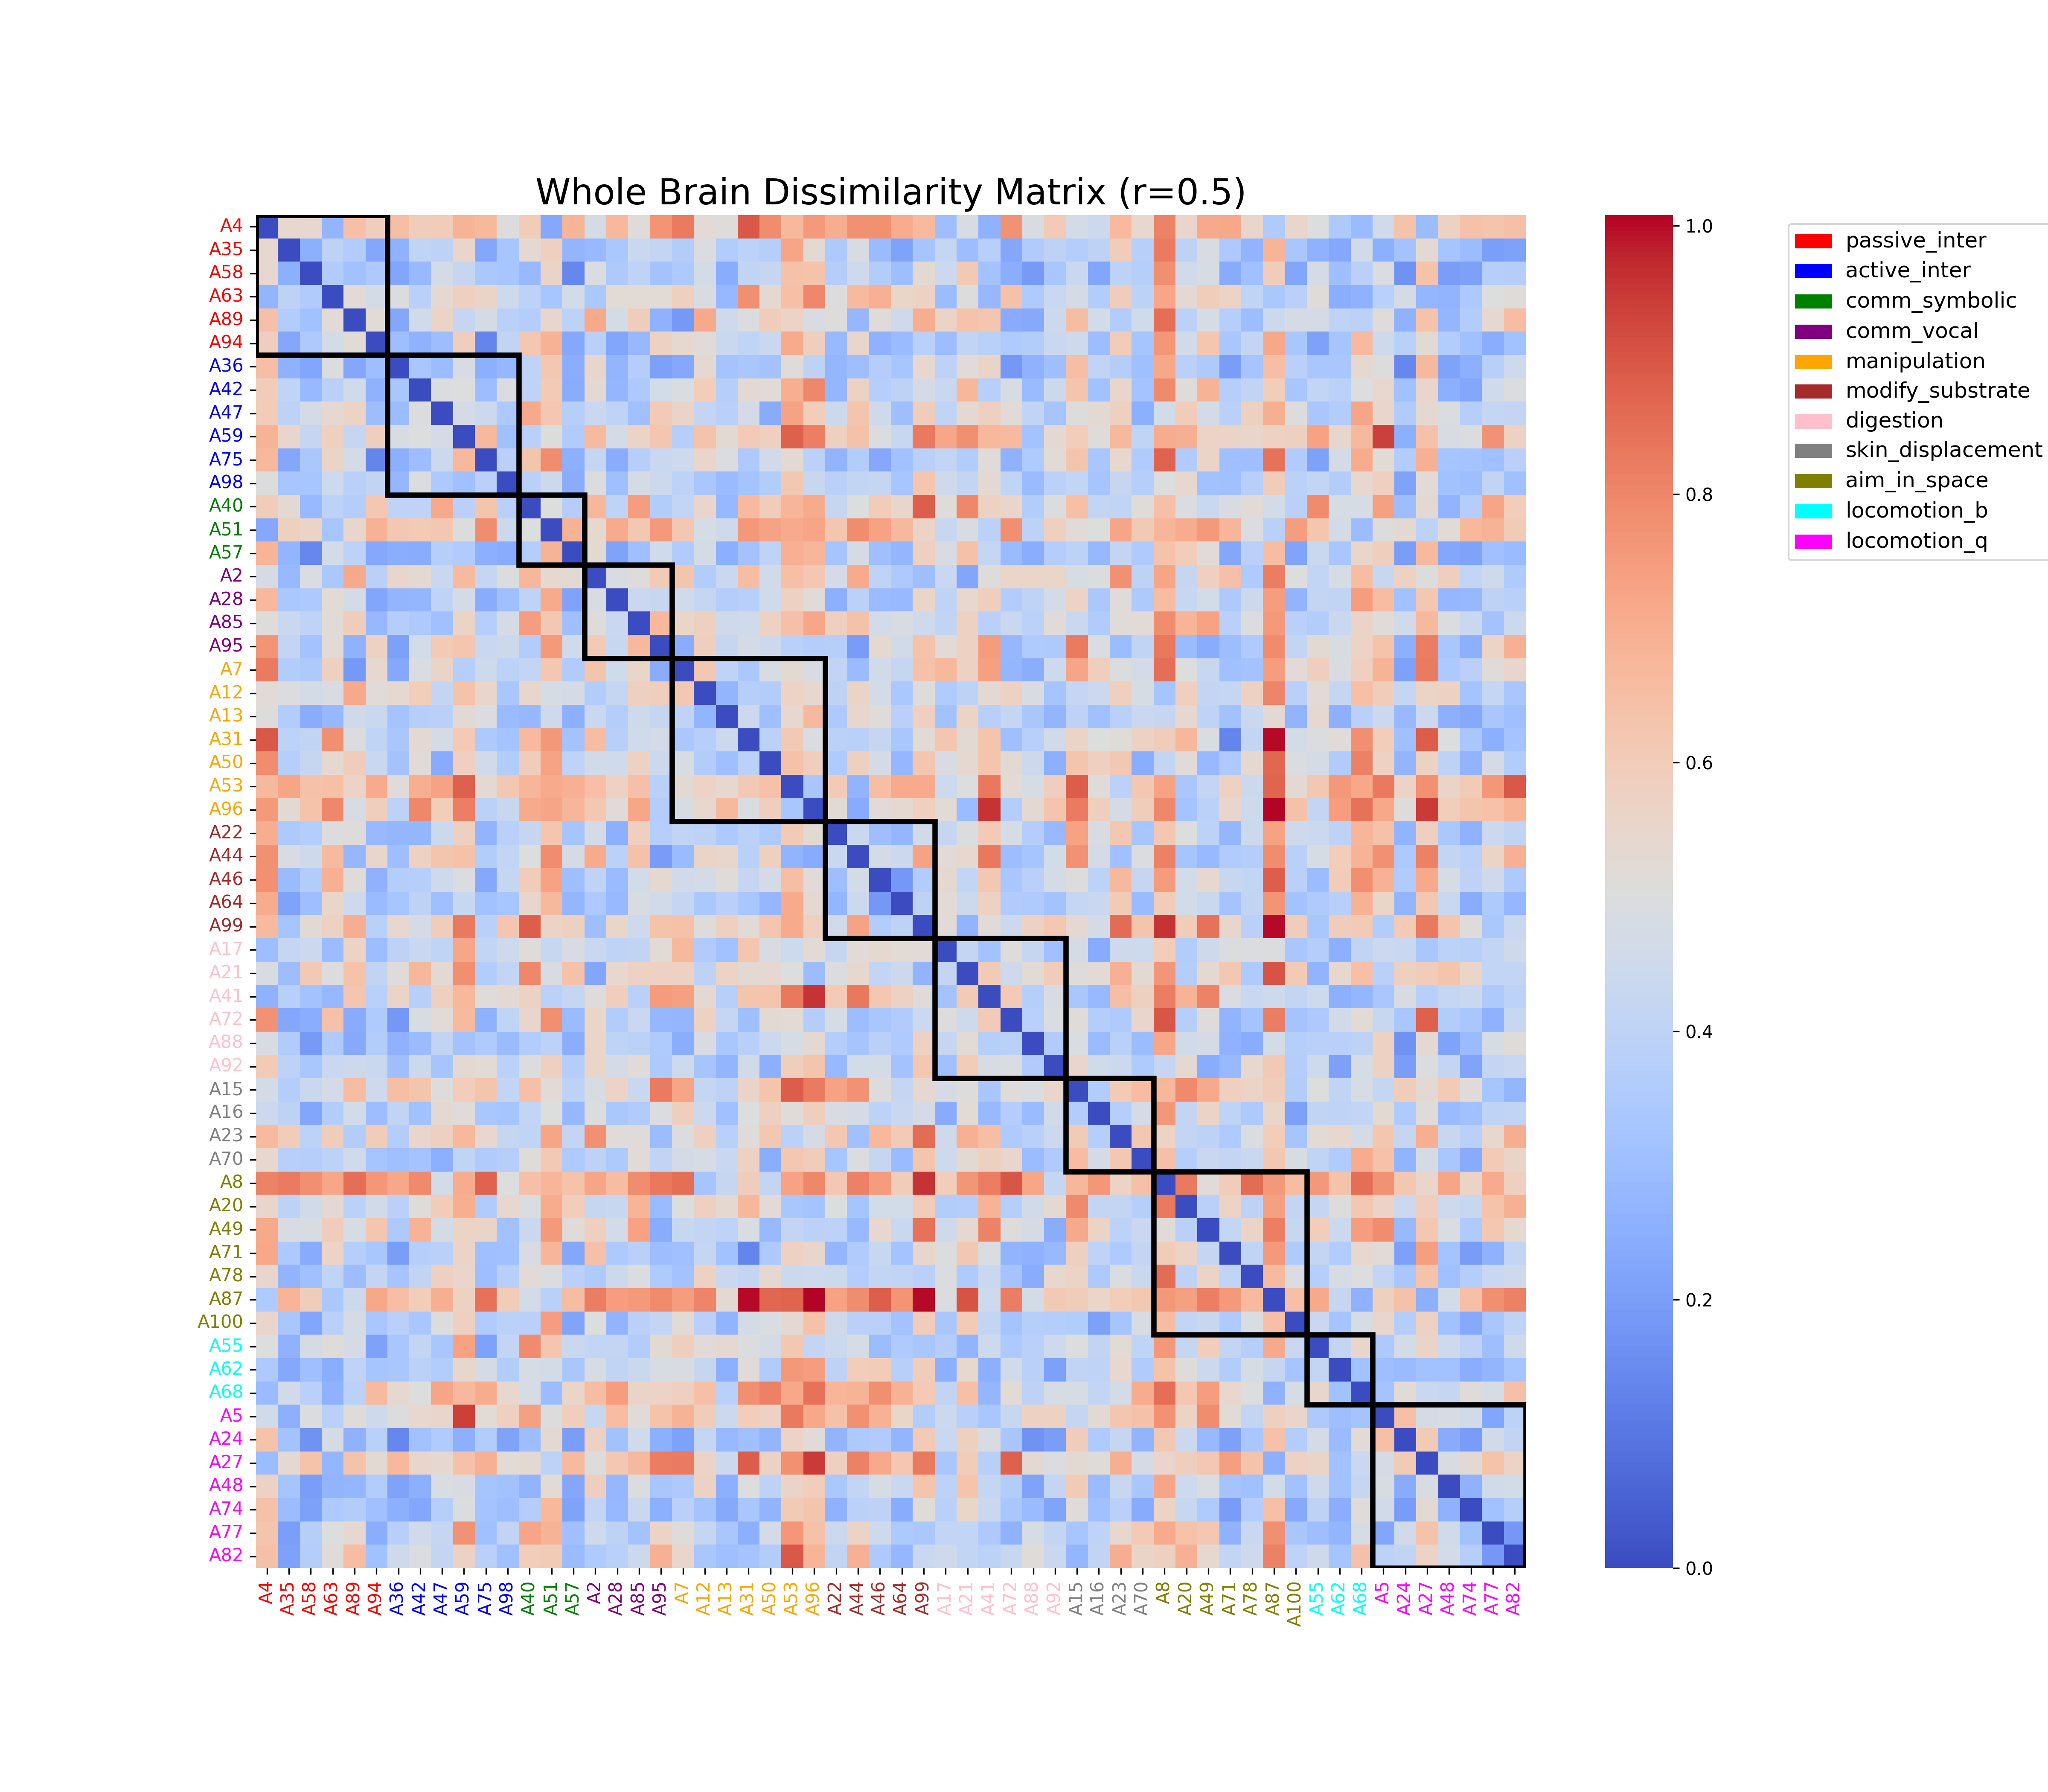 Whole Brain Dissimilarity Matrix (r=0.5)
A4
A35
A58
A63
A89
A94
A36
A42
A47
A59
A75
A98
A40
A51
A57
A2
A28
A85
A95
A7
A12
A13
A31
A50
A53
A96
A22
A44
A46
A64
A99
A17
A21
A41
A72
A88
A92
A15
A16
A23
A70
A8
A20
A49
A71
A78
A87
A100
A55
A62
A68
A5
A24
A27
A48
A74
A77
A82
A4 A35 A58 A63 A89 A94 A36 A42 A47 A59 A75 A98 A40 A51 A57 A2 A28 A85 A95 A7 A12 A13 A31 A50 A53 A96 A22 A44 A46 A64 A99 A17 A21 A41 A72 A88 A92 A15 A16 A23 A70 A8 A20 A49 A71 A78 A87 A100 A55 A62 A68 A5 A24 A27 A48 A74 A77 A82
1.0
0.8
0.6
0.4
0.2
0.0
passive_inter
active_inter
comm_symbolic
comm_vocal
manipulation
modify_substrate
digestion
skin_displacement
aim_in_space
locomotion_b
locomotion_q